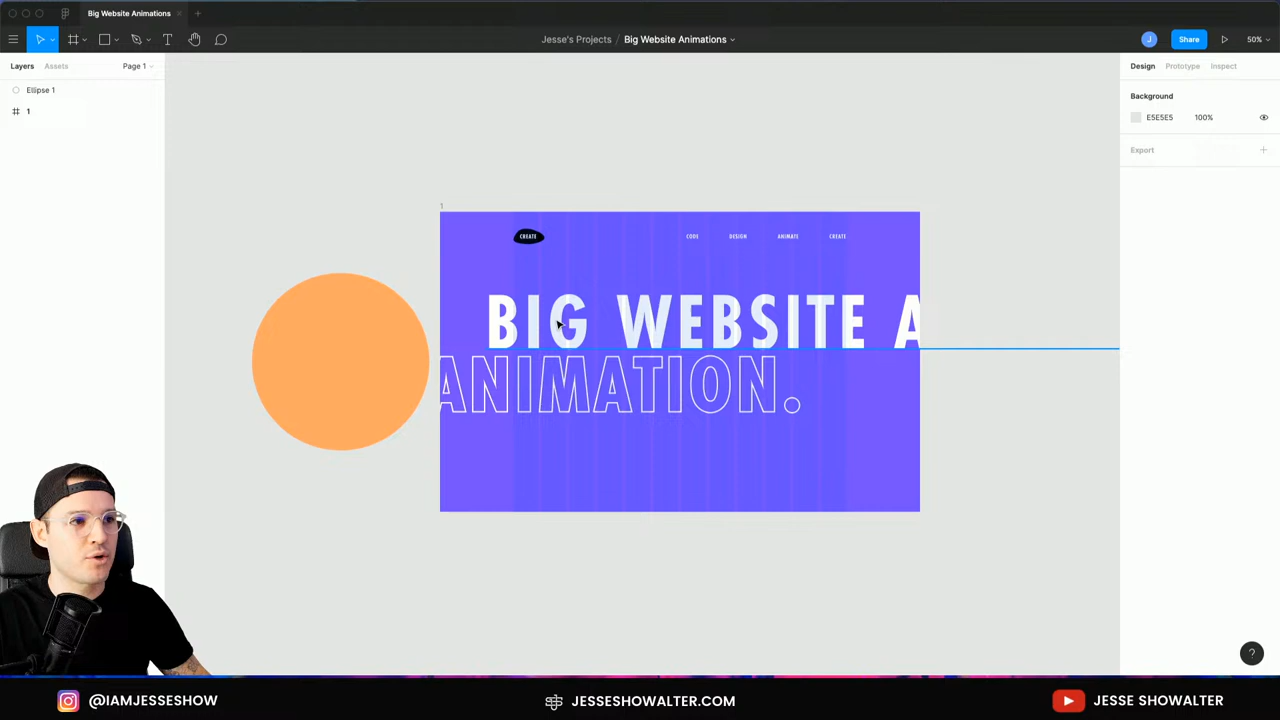 Big Website Animations
Jesse's Projects / Big Website Animations
J
Share
50%
Layers
Assets
Page 1
Design
Prototype
Inspect
Ellipse 1
1
Background
E5E5E5
100%
Export
1
CREATE
CODE
DESIGN
ANIMATE
CREATE
BIG WEBSITE A
ANIMATION.
?
@IAMJESSESHOW
JESSESHOWALTER.COM
JESSE SHOWALTER